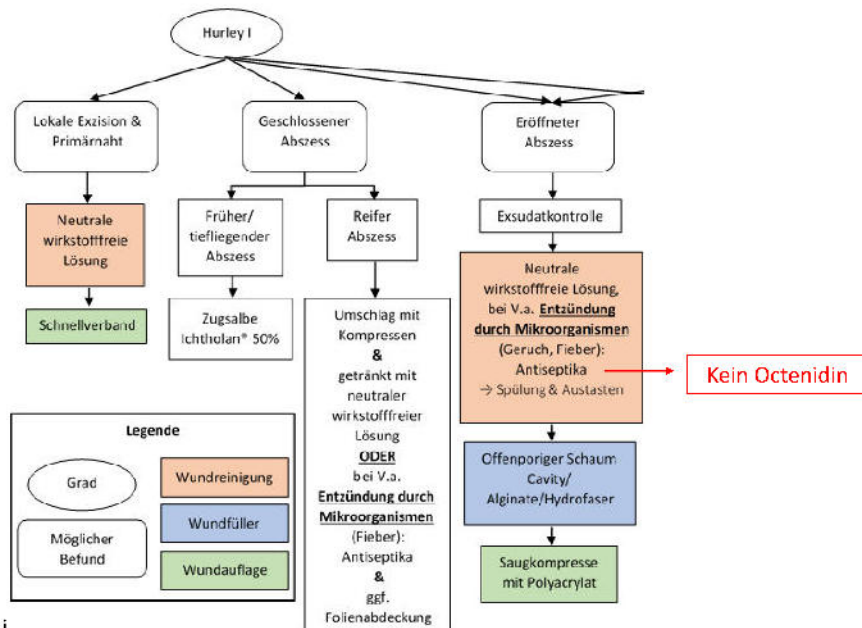 Hurley I
Lokale Exzision &
Primärnaht
Geschlossener
Abszess
Eröffneter
Abszess
Neutrale
wirkstofffreie
Lösung
Schnellverband
Früher/
tiefliegender
Abszess
Zugsalbe
Ichtholan® 50%
Reifer
Abszess
Umschlag mit
Kompressen
&
getränkt mit
neutraler
wirkstofffreier
Lösung
ODER
bei V.a.
Entzündung durch
Mikroorganismen
(Fieber):
Antiseptika
&
ggf.
Folienabdeckung
Exsudatkontrolle
Neutrale
wirkstofffreie Lösung,
bei V.a. Entzündung
durch Mikroorganismen
(Geruch, Fieber):
Antiseptika
→ Spülung & Austasten
Kein Octenidin
Offenporiger Schaum
Cavity/
Alginate/Hydrofaser
Saugkompresse
mit Polyacrylat
Legende
Grad
Möglicher
Befund
Wundreinigung
Wundfüller
Wundauflage